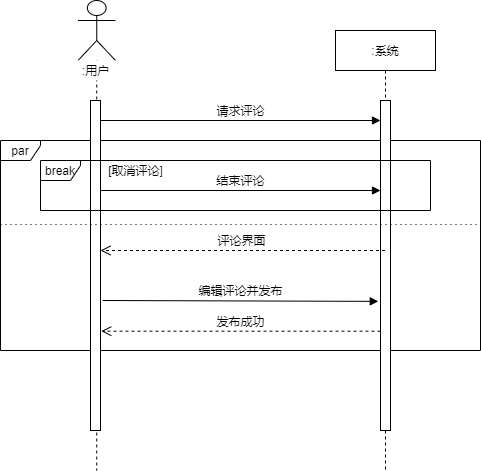 :用户
:系统
请求评论
par
break
[取消评论]
结束评论
评论界面
编辑评论并发布
发布成功